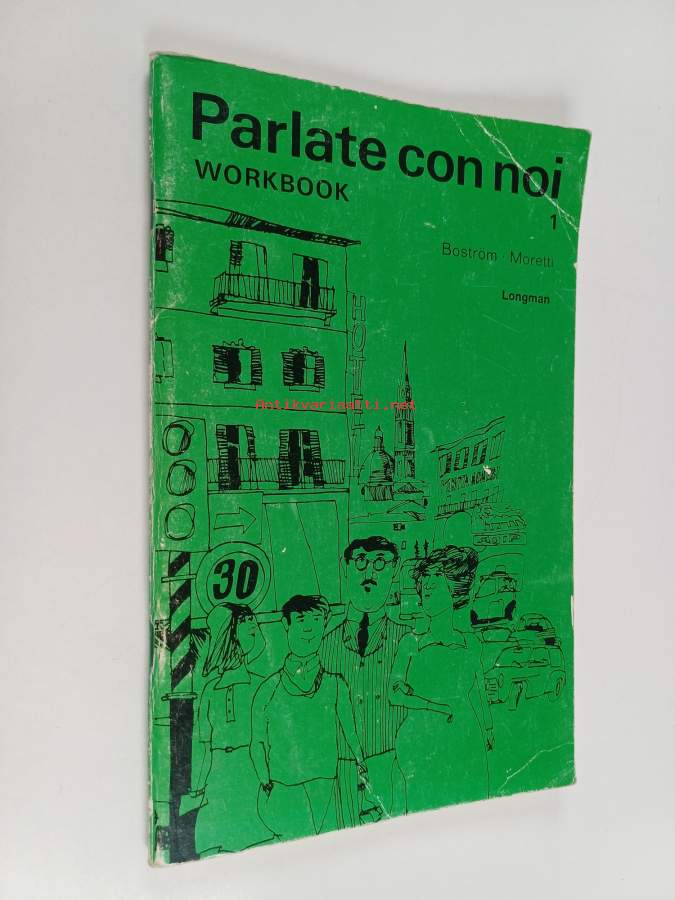 Parlate con noi
WORKBOOK
1
Bostrom · Moretti
Longman
HOTEL
Antikvariaatti.net
30